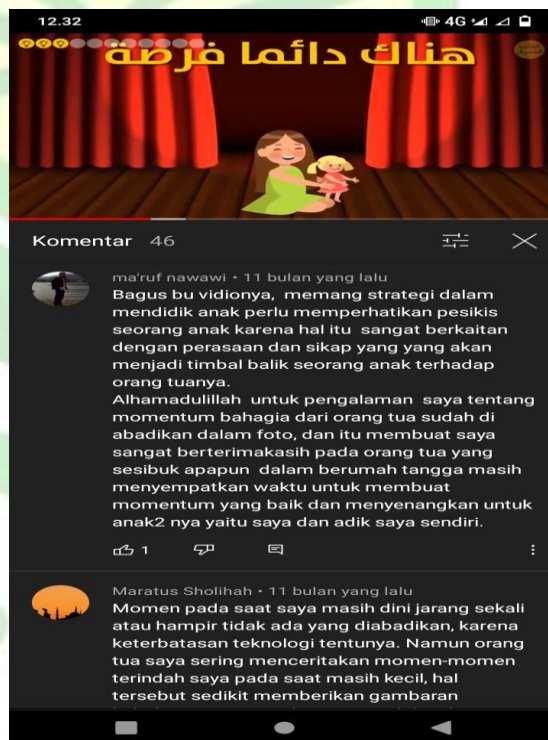 12.32
4G
هناك دائما فرصة
Komentar 46
ma'ruf nawawi • 11 bulan yang lalu
Bagus bu vidionya, memang strategi dalam
mendidik anak perlu memperhatikan pesikis
seorang anak karena hal itu sangat berkaitan
dengan perasaan dan sikap yang yang akan
menjadi timbal balik seorang anak terhadap
orang tuanya.
Alhamadulillah untuk pengalaman saya tentang
momentum bahagia dari orang tua sudah di
abadikan dalam foto, dan itu membuat saya
sangat berterimakasih pada orang tua yang
sesibuk apapun dalam berumah tangga masih
menyempatkan waktu untuk membuat
momentum yang baik dan menyenangkan untuk
anak2 nya yaitu saya dan adik saya sendiri.
1
Maratus Sholihah • 11 bulan yang lalu
Momen pada saat saya masih dini jarang sekali
atau hampir tidak ada yang diabadikan, karena
keterbatasan teknologi tentunya. Namun orang
tua saya sering menceritakan momen-momen
terindah saya pada saat masih kecil, hal
tersebut sedikit memberikan gambaran